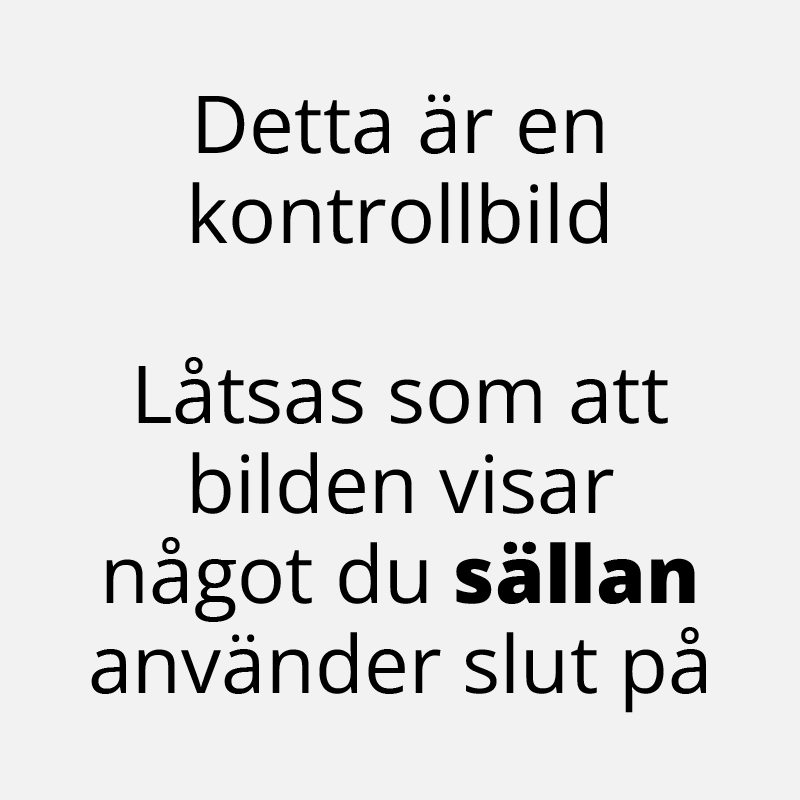 Detta är en
kontrollbild
Låtsas som att
bilden visar
något du sällan
använder slut på